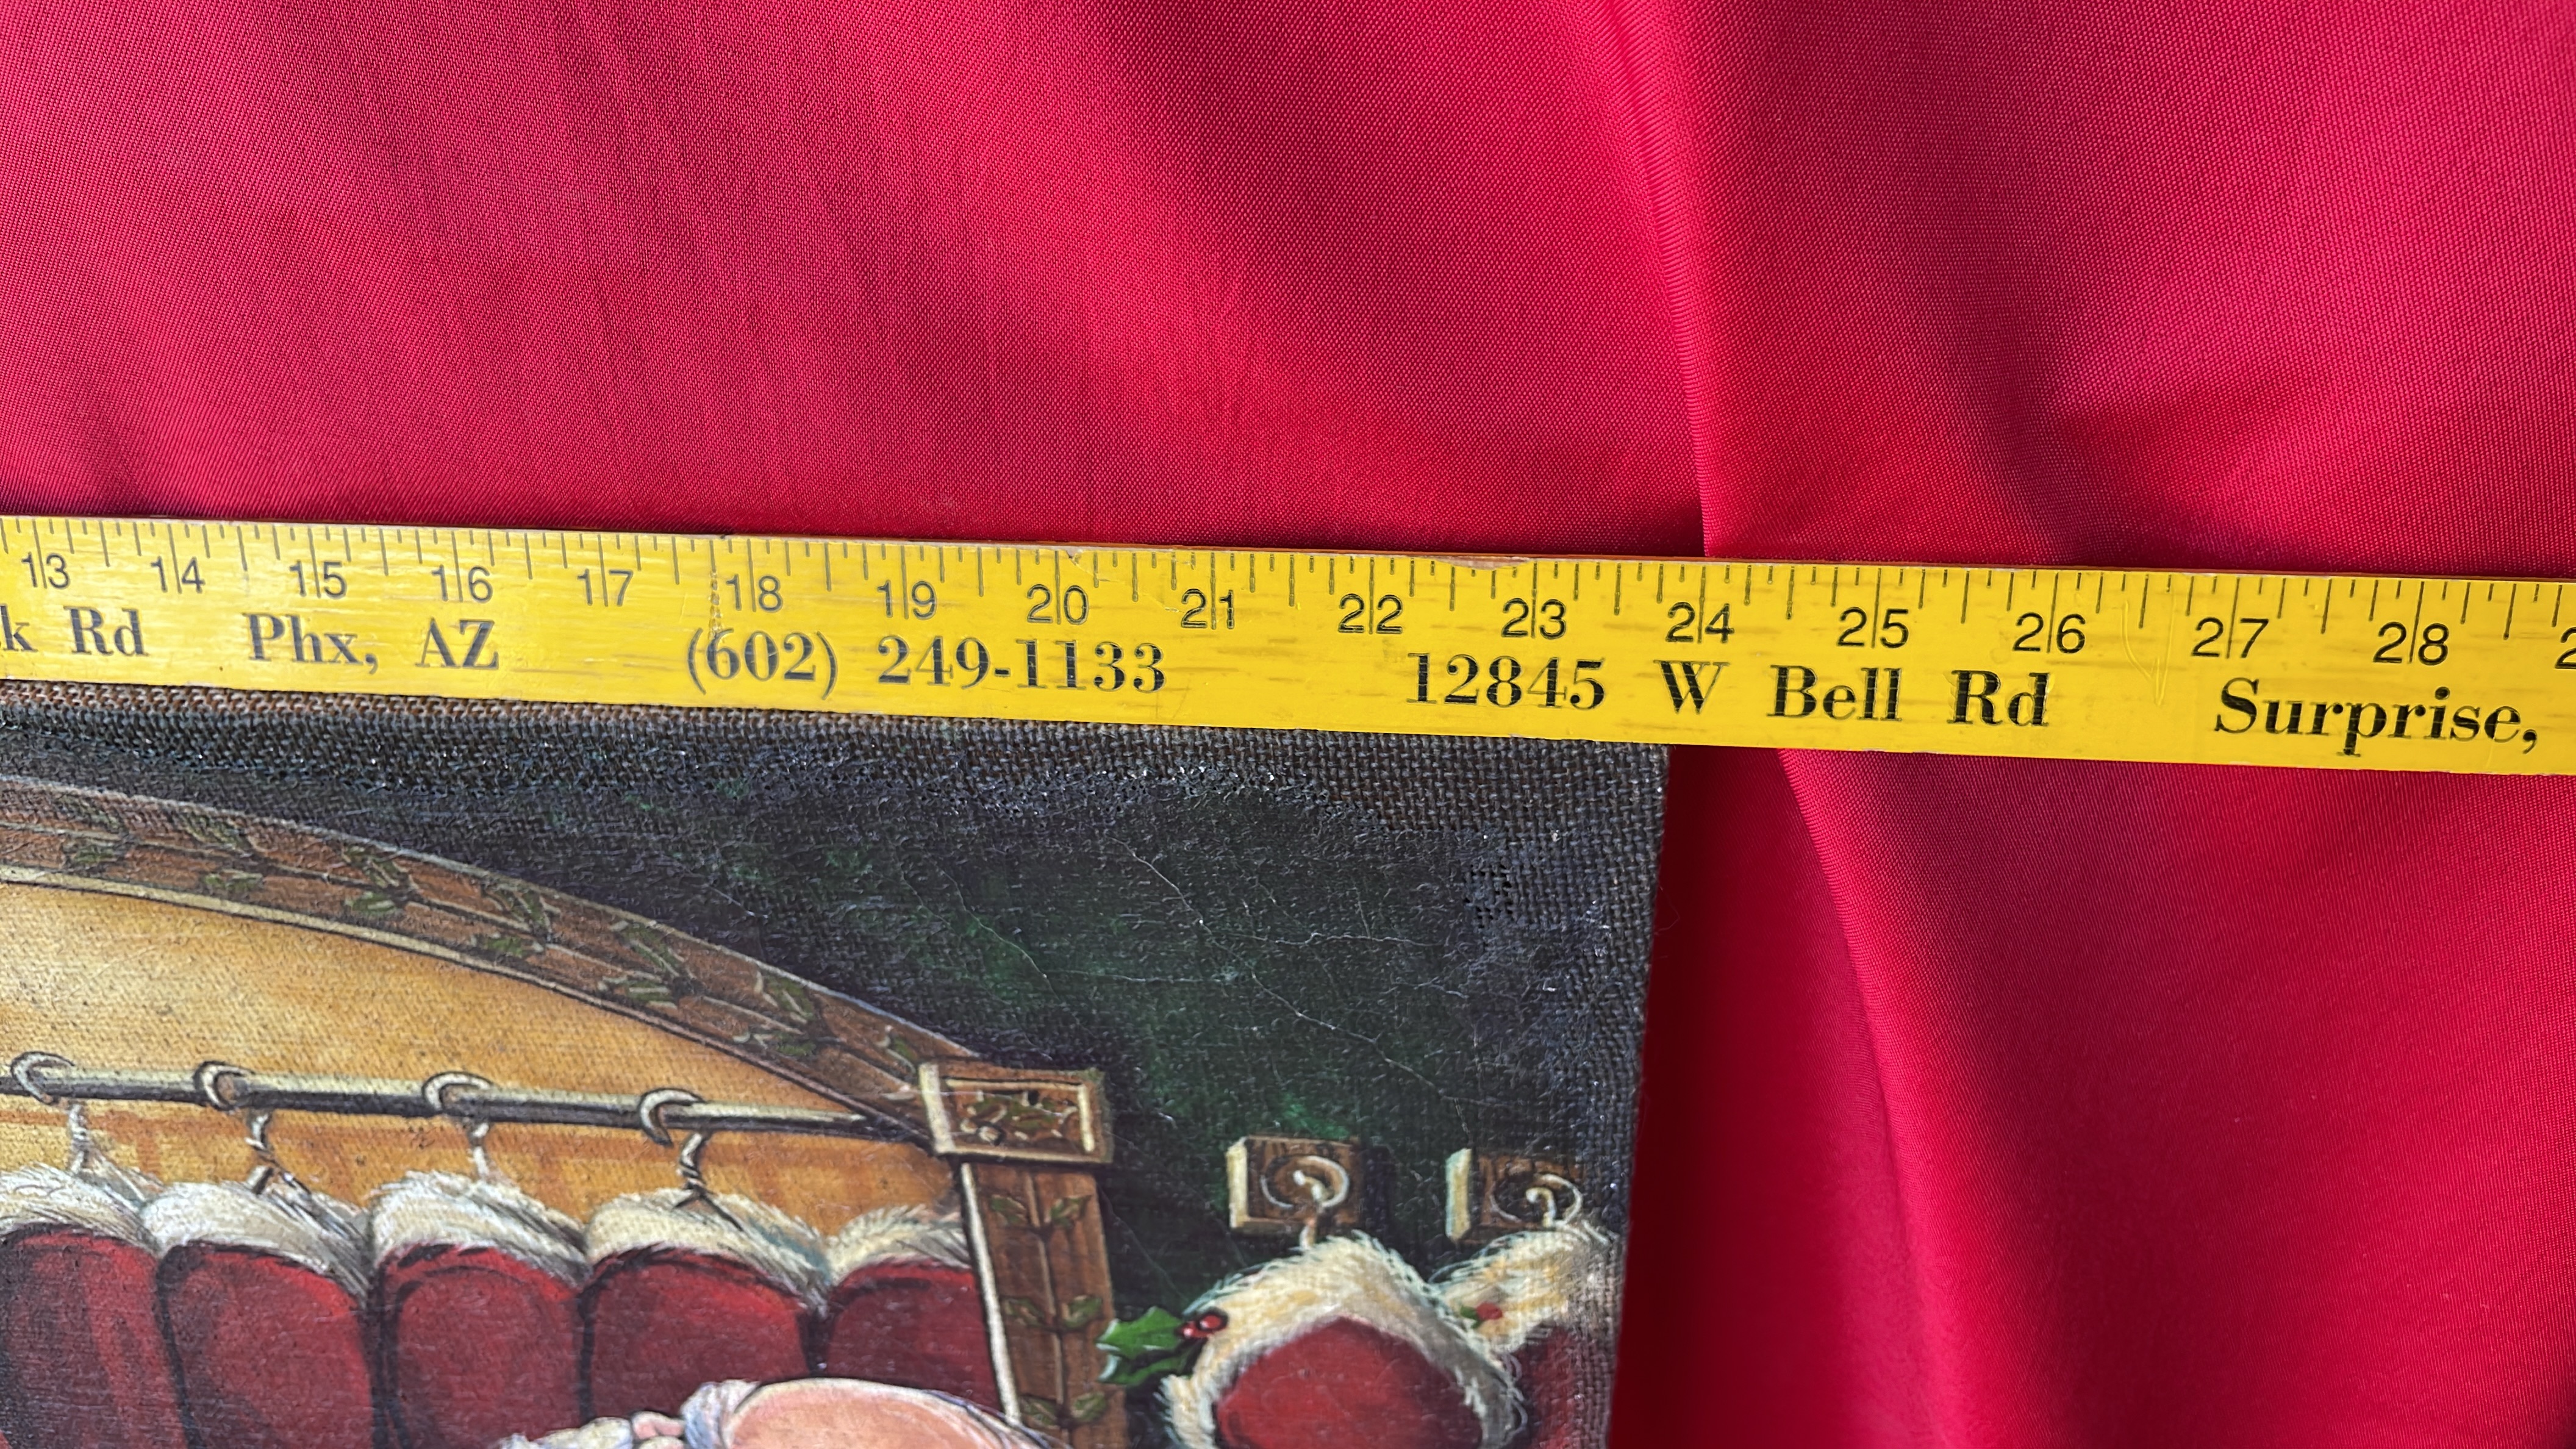 13 14 15 16 17 18 19 20 21 22 23 24 25 26 27 28
Rd Phx, AZ (602) 249-1133 12845 W Bell Rd Surprise,